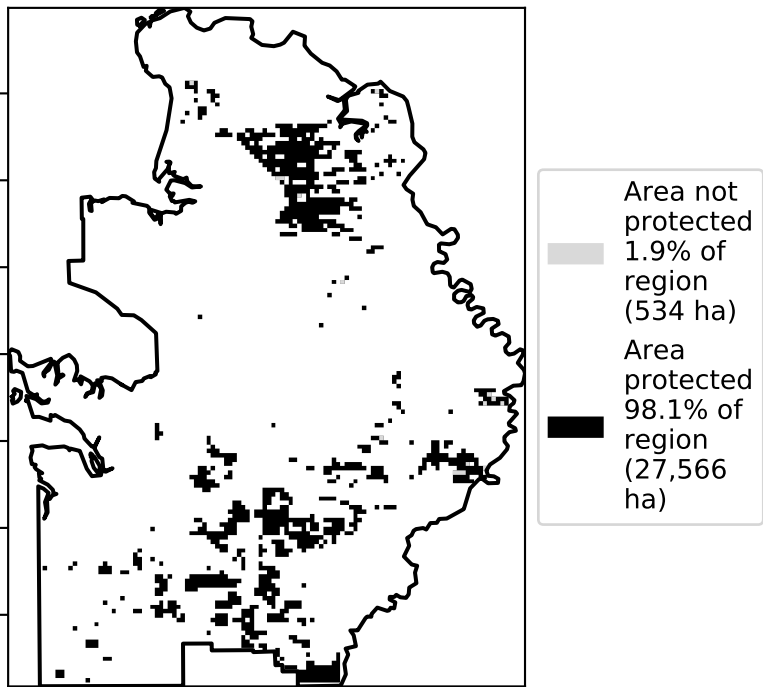 Area not
protected
1.9% of
region
(534 ha)
Area
protected
98.1% of
region
(27,566
ha)